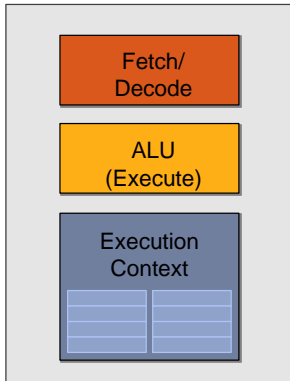 Fetch/
Decode
ALU
(Execute)
Execution
Context